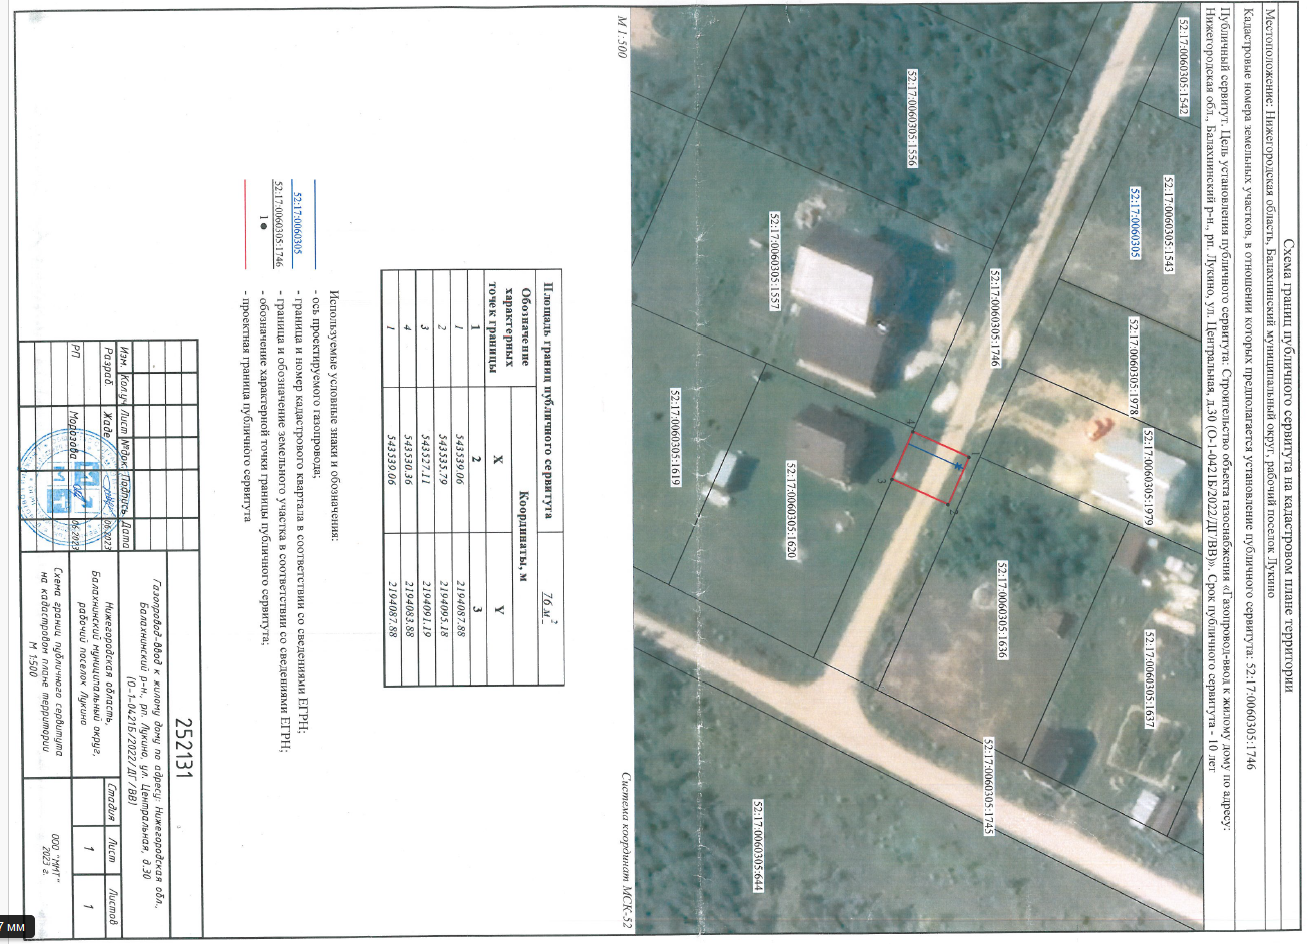 Схема границ публичного сервитута на кадастровом плане территории
Местоположение: Нижегородская область, Балахнинский муниципальный округ, рабочий поселок Лукино
Кадастровые номера земельных участков, в отношении которых предполагается установление публичного сервитута: 52:17:0060305:1746
Публичный сервитут. Цель установления публичного сервитута: Строительство объекта газоснабжения «Газопровод-ввод к жилому дому по адресу:
Нижегородская обл., Балахнинский р-н., рп. Лукино, ул. Центральная, д.30 (О-1-0421Б/2022/ДГ/ВВ)». Срок публичного сервитута - 10 лет
52:17:0060305:1542
52:17:0060305:1543
52:17:0060305
52:17:0060305:1978
52:17:0060305:1979
52:17:0060305:1637
52:17:0060305:1556
52:17:0060305:1746
52:17:0060305:1636
52:17:0060305:1745
52:17:0060305:1557
52:17:0060305:1620
52:17:0060305:644
52:17:0060305:1619
4
3
2
М 1:500
Система координат МСК-52
Площадь границ публичного сервитута 76 м²
Обозначение характерных точек границы
Координаты, м
X Y
1 2 3
1 543539.06 2194087.88
2 543535.79 2194095.18
3 543527.11 2194091.19
4 543530.36 2194083.88
1 543539.06 2194087.88
Используемые условные знаки и обозначения:
- ось проектируемого газопровода;
52:17:0060305 - граница и номер кадастрового квартала в соответствии со сведениями ЕГРН;
52:17:0060305:1746 - граница и обозначение земельного участка в соответствии со сведениями ЕГРН;
1 ● - обозначение характерной точки границы публичного сервитута;
- проектная граница публичного сервитута
252131
Газопровод-ввод к жилому дому по адресу: Нижегородская обл.,
Балахнинский р-н., рп. Лукино, ул. Центральная, д.30
(О-1-0421Б/2022/ДГ/ВВ)
Изм. Кол.уч Лист №док. Подпись Дата
Разраб. Жаде 06.2023
РП Морозова 06.2023
Нижегородская область,
Балахнинский муниципальный округ,
рабочий поселок Лукино
Стадия Лист Листов
1 1
Схема границ публичного сервитута
на кадастровом плане территории
М 1:500
ООО "ИМТ"
2023 г.
7 мм